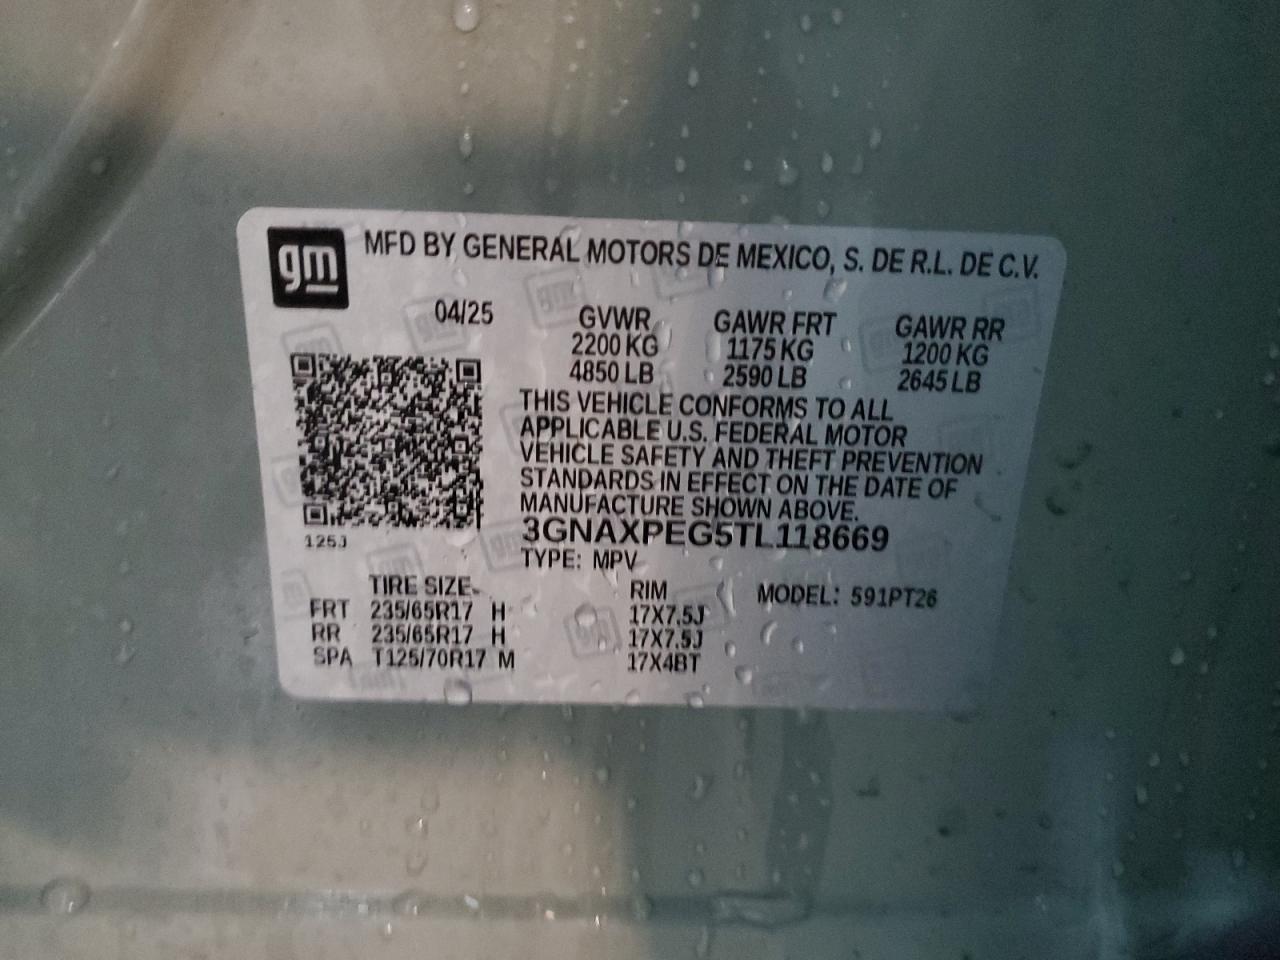 gm
MFD BY GENERAL MOTORS DE MEXICO, S. DE R.L. DE C.V.
04/25
GVWR GAWR FRT GAWR RR
2200 KG 1175 KG 1200 KG
4850 LB 2590 LB 2645 LB
THIS VEHICLE CONFORMS TO ALL
APPLICABLE U.S. FEDERAL MOTOR
VEHICLE SAFETY AND THEFT PREVENTION
STANDARDS IN EFFECT ON THE DATE OF
MANUFACTURE SHOWN ABOVE.
3GNAXPEG5TL118669
125J
TYPE: MPV
TIRE SIZE RIM MODEL: 591PT26
FRT 235/65R17 H 17X7.5J
RR 235/65R17 H 17X7.5J
SPA T125/70R17 M 17X4BT